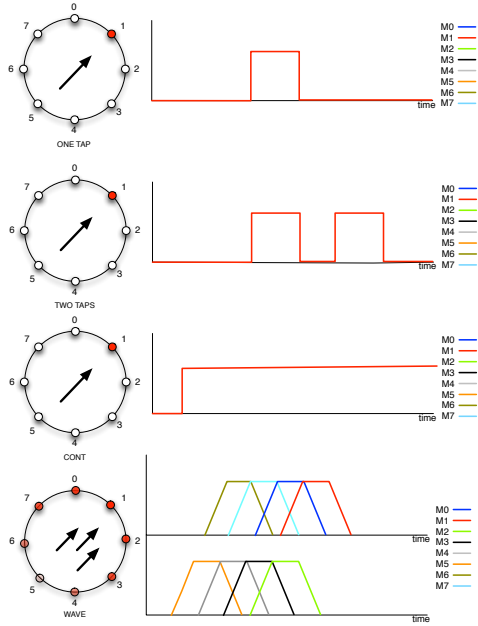 0
7
1
6
2
5
3
4
ONE TAP
time
M0
M1
M2
M3
M4
M5
M6
M7
0
7
1
6
2
5
3
4
TWO TAPS
time
M0
M1
M2
M3
M4
M5
M6
M7
0
7
1
6
2
5
3
4
CONT
time
M0
M1
M2
M3
M4
M5
M6
M7
0
7
1
6
2
5
3
4
WAVE
time
time
M0
M1
M2
M3
M4
M5
M6
M7